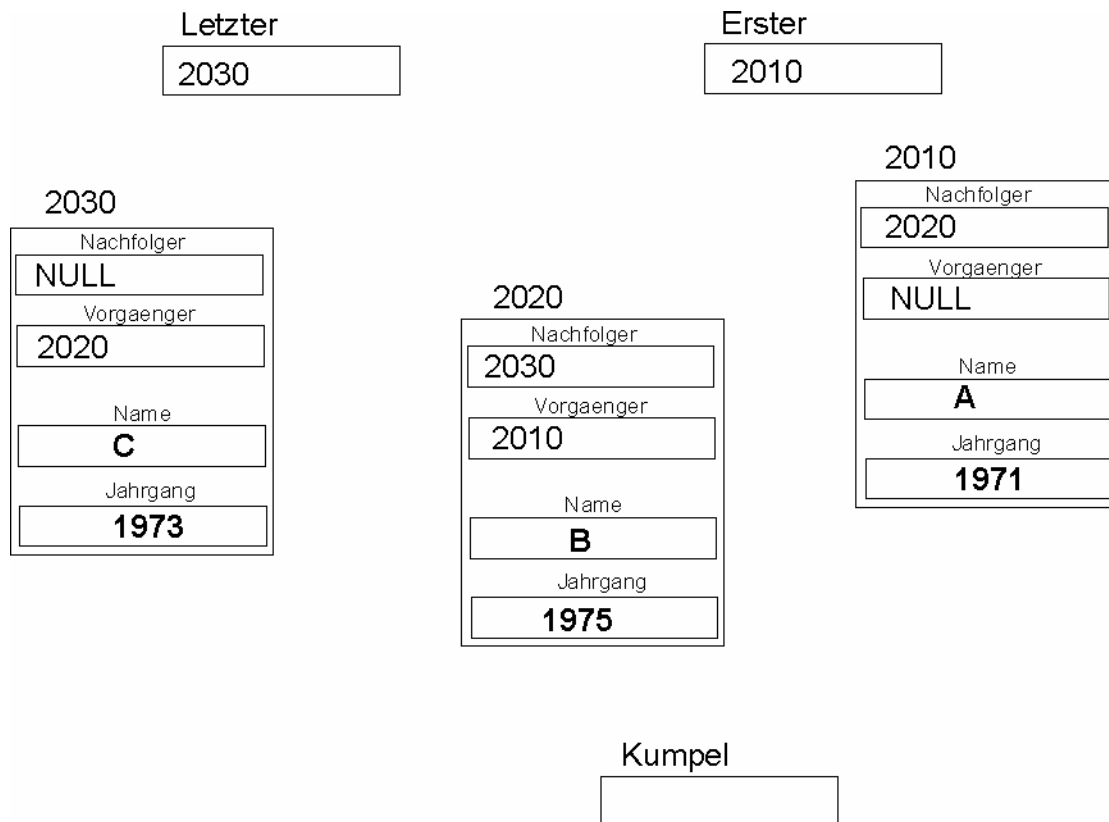 Letzter
2030
Erster
2010
2030
Nachfolger
NULL
Vorgaenger
2020
Name
C
Jahrgang
1973
2020
Nachfolger
2030
Vorgaenger
2010
Name
B
Jahrgang
1975
2010
Nachfolger
2020
Vorgaenger
NULL
Name
A
Jahrgang
1971
Kumpel